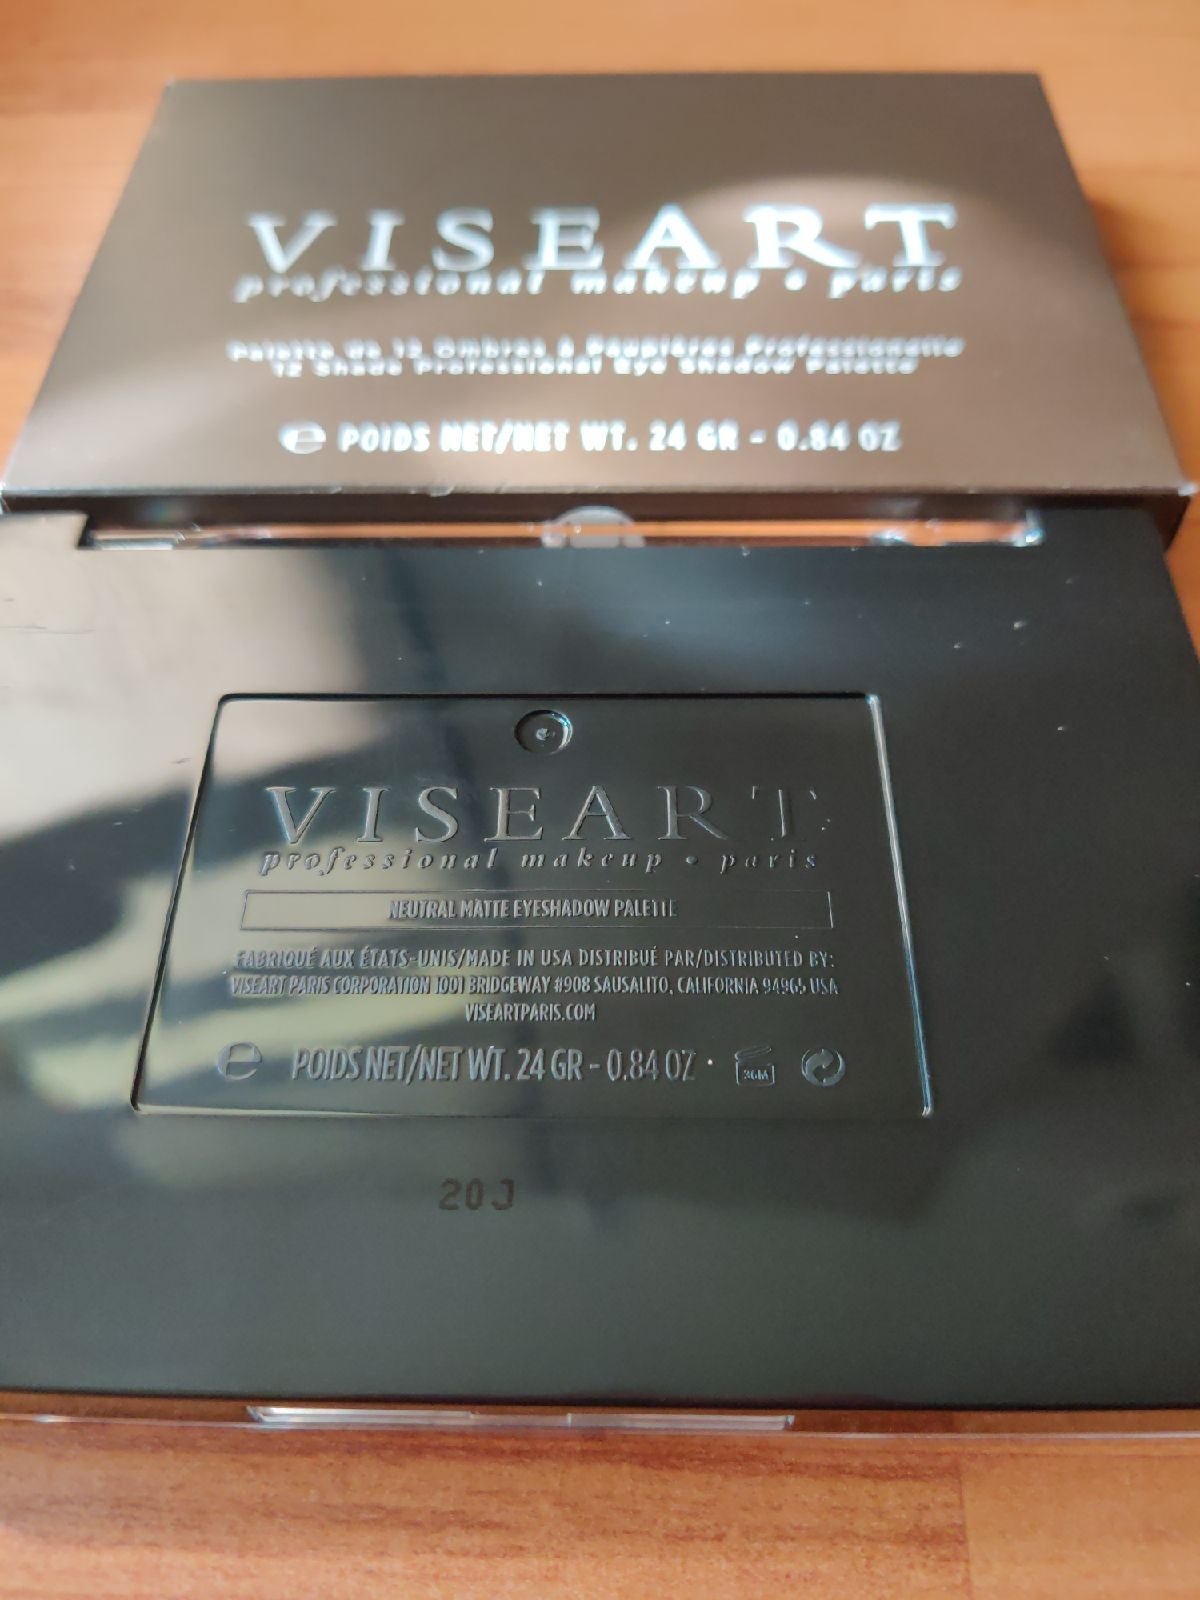 VISEART
professional makeup • paris
Palette de 12 Ombres à Paupières Professionnelle
12 Shade Professional Eye Shadow Palette
℮ POIDS NET/NET WT. 24 GR - 0.84 OZ
VISEART
professional makeup • paris
NEUTRAL MATTE EYESHADOW PALETTE
FABRIQUÉ AUX ÉTATS-UNIS/MADE IN USA DISTRIBUÉ PAR/DISTRIBUTED BY:
VISEART PARIS CORPORATION 1001 BRIDGEWAY #908 SAUSALITO, CALIFORNIA 94965 USA
VISEARTPARIS.COM
℮ POIDS NET/NET WT. 24 GR - 0.84 OZ • 36M
20J